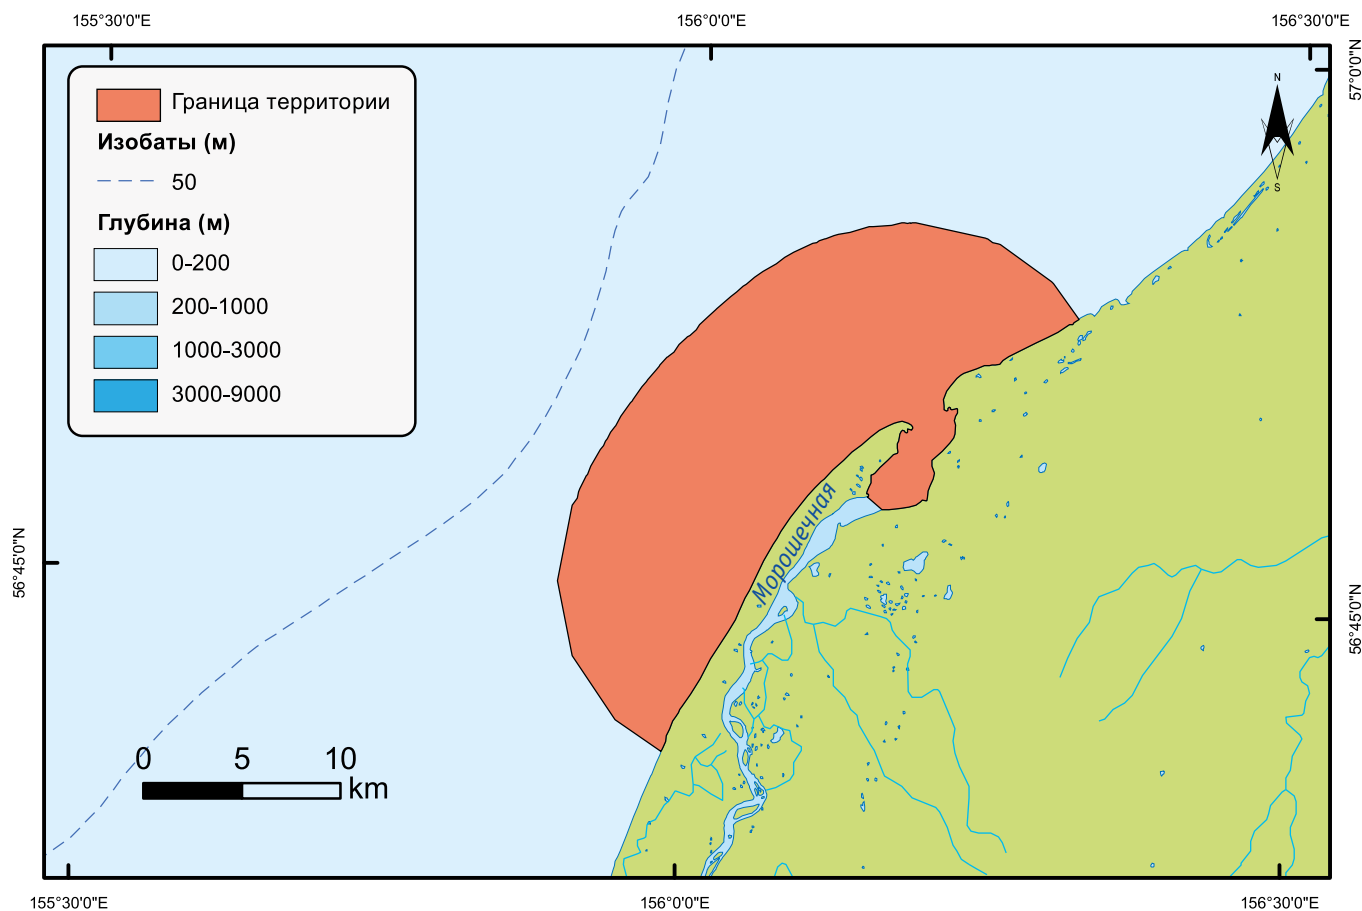 155°30'0"E
156°0'0"E
156°30'0"E
57°0'0"N
N
S
Граница территории
Изобаты (м)
50
Глубина (м)
0-200
200-1000
1000-3000
3000-9000
Морошечная
56°45'0"N
56°45'0"N
0 5 10
km
155°30'0"E
156°0'0"E
156°30'0"E